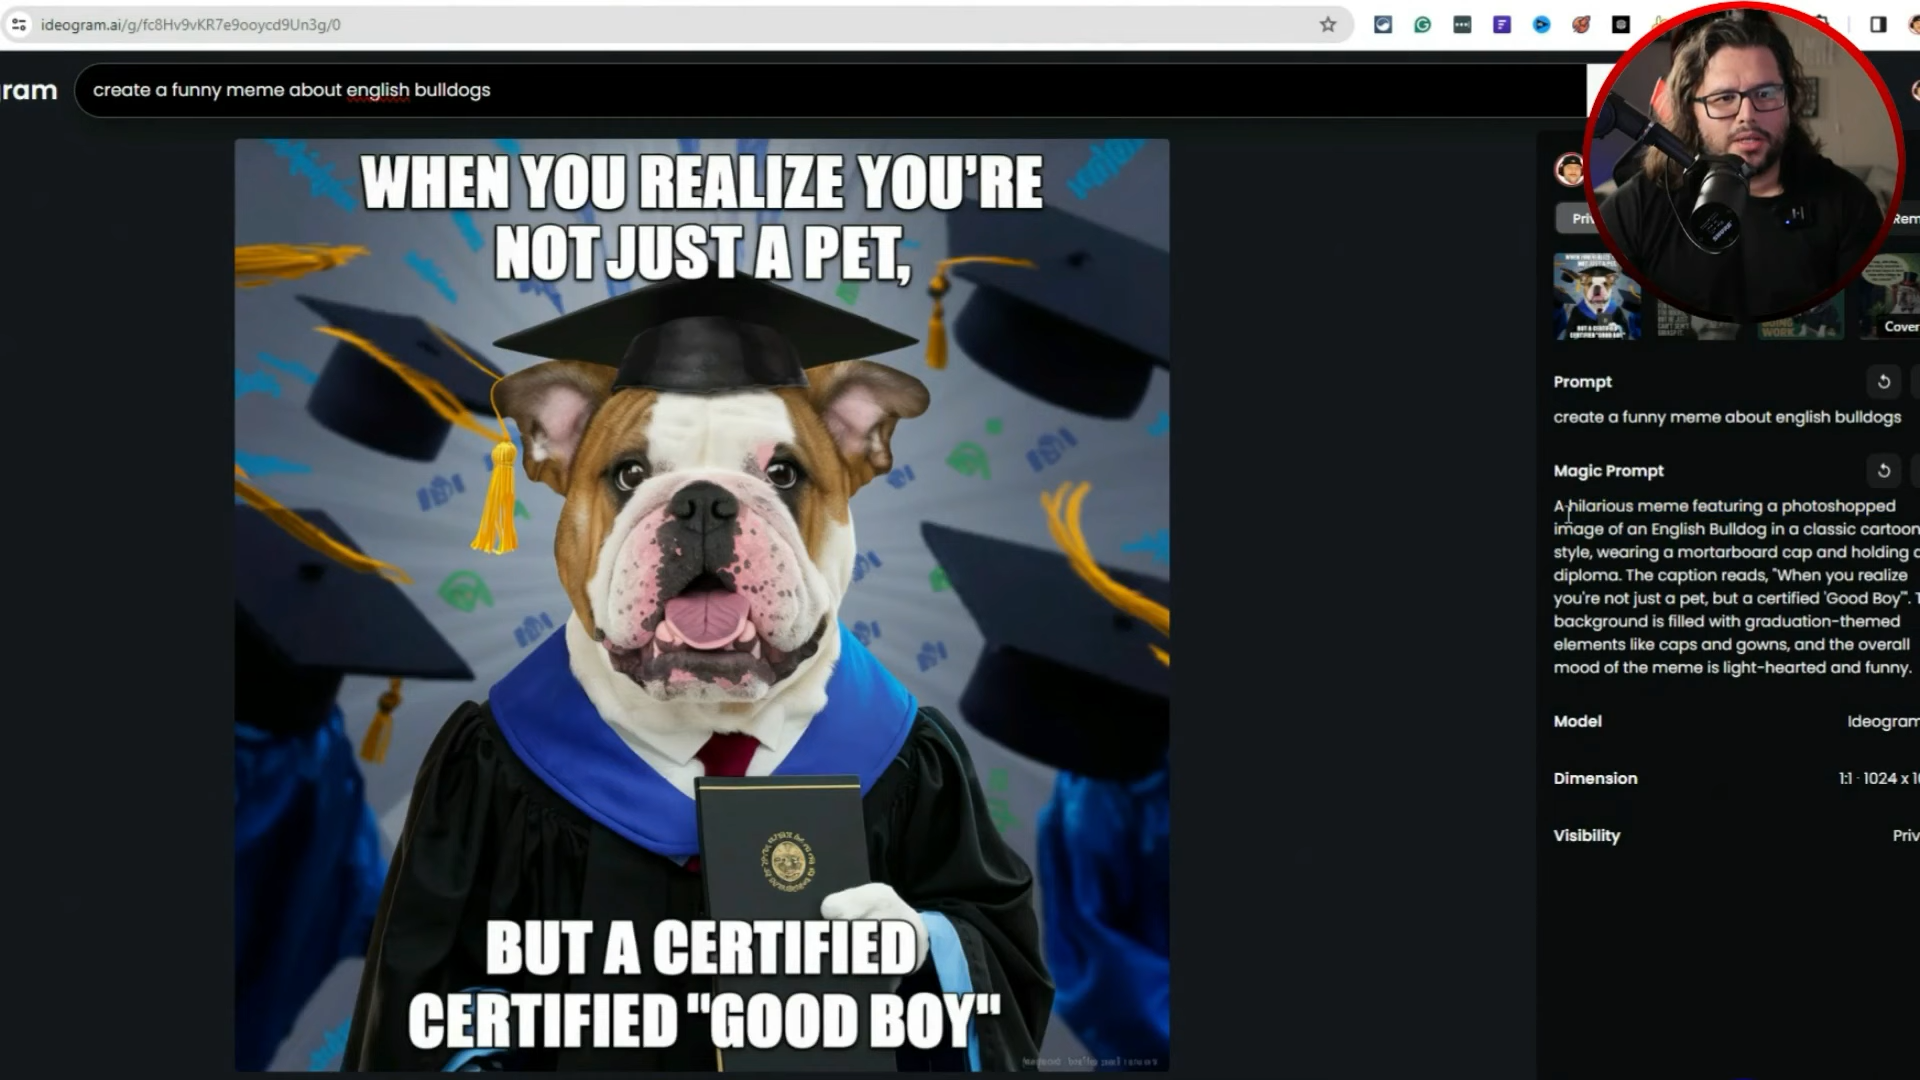 ideogram.ai/g/fc8Hv9vKR7e9ooycd9Un3g/0
ram
create a funny meme about english bulldogs
WHEN YOU REALIZE YOU'RE
NOT JUST A PET,
BUT A CERTIFIED
CERTIFIED "GOOD BOY"
Priv
Rem
Cover
Prompt
create a funny meme about english bulldogs
Magic Prompt
A hilarious meme featuring a photoshopped
image of an English Bulldog in a classic cartoon
style, wearing a mortarboard cap and holding a
diploma. The caption reads, "When you realize
you're not just a pet, but a certified 'Good Boy'". T
background is filled with graduation-themed
elements like caps and gowns, and the overall
mood of the meme is light-hearted and funny.
Model Ideogram
Dimension 1:1 · 1024 x 10
Visibility Priv